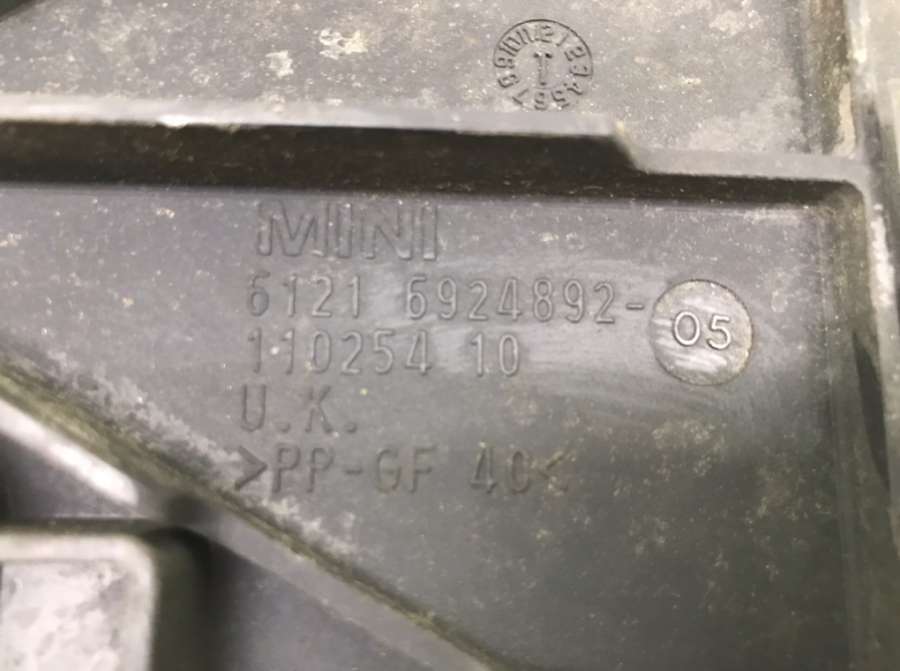 MINI
6121 6924892-05
110254 10
U.K.
>PP-GF 40<